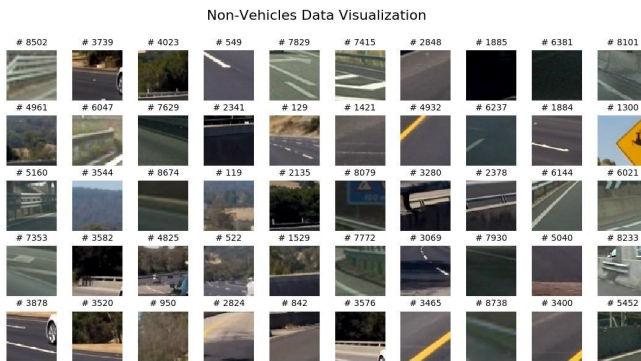 Non-Vehicles Data Visualization
# 8502 # 3739 # 4023 # 549 # 7829 # 7415 # 2848 # 1885 # 6381 # 8101
# 4961 # 6047 # 7629 # 2341 # 129 # 1421 # 4932 # 6237 # 1884 # 1300
# 5160 # 3544 # 8674 # 119 # 2135 # 8079 # 3280 # 2378 # 6144 # 6021
# 7353 # 3582 # 4825 # 522 # 1529 # 7772 # 3069 # 7930 # 5040 # 8233
# 3878 # 3520 # 950 # 2824 # 842 # 3576 # 3465 # 8738 # 3400 # 5452